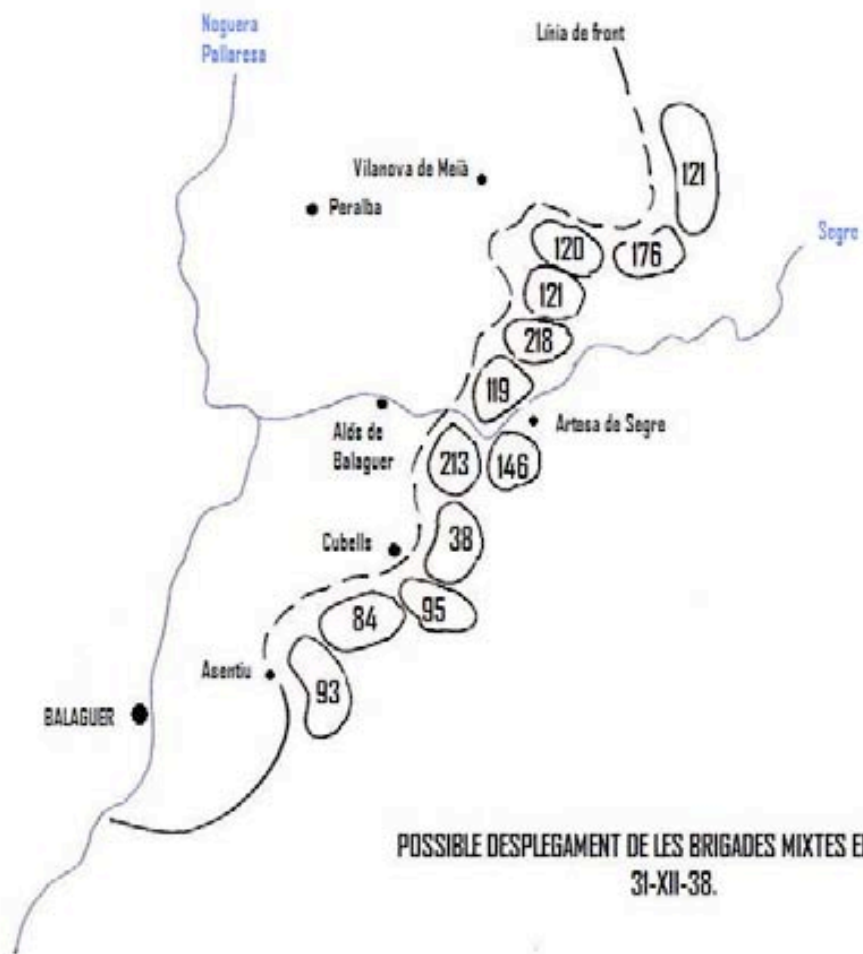 Noguera
Pallaresa
Línia de front
Vilanova de Meià
121
Peralba
Segre
120
176
121
218
119
Alós de
Balaguer
Artesa de Segre
213
146
Cubells
38
84
95
Asentiu
93
BALAGUER
POSSIBLE DESPLEGAMENT DE LES BRIGADES MIXTES
31-XII-38.